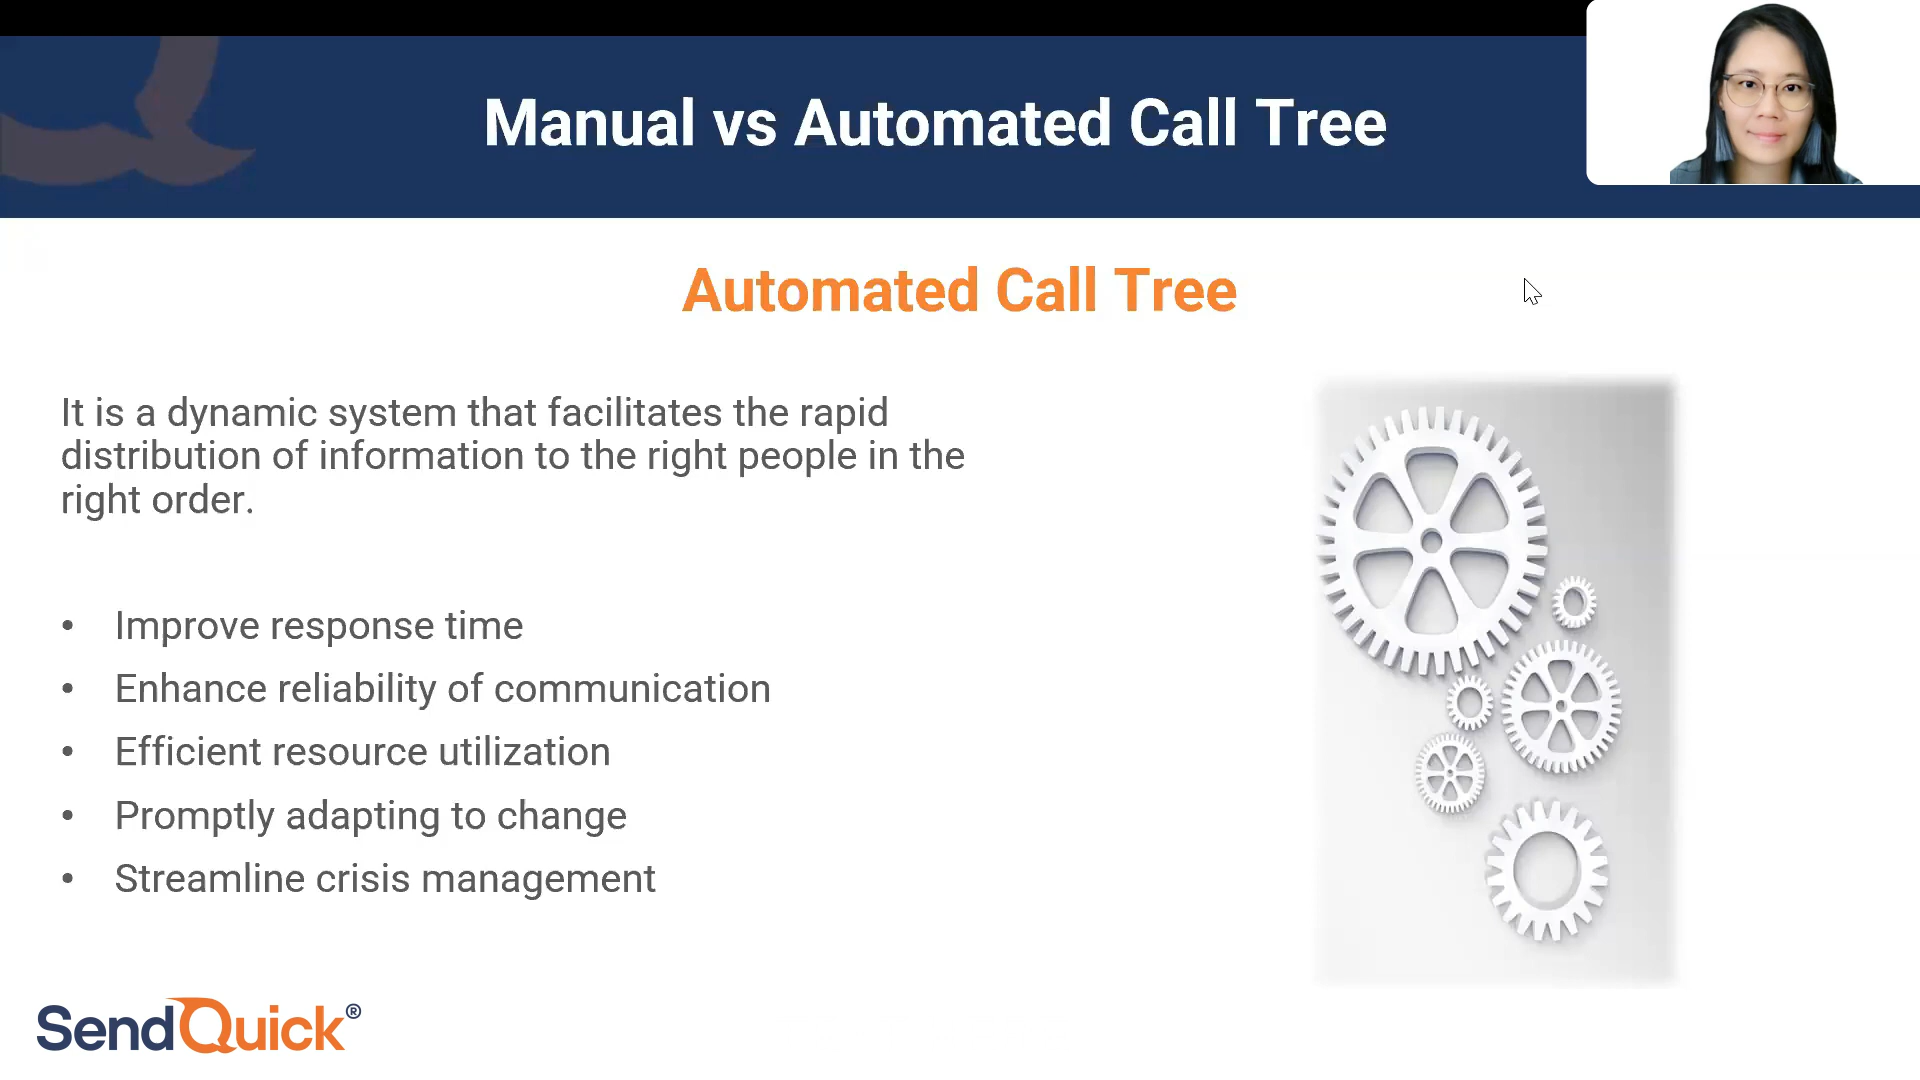 Manual vs Automated Call Tree
Automated Call Tree
It is a dynamic system that facilitates the rapid
distribution of information to the right people in the
right order.
• Improve response time
• Enhance reliability of communication
• Efficient resource utilization
• Promptly adapting to change
• Streamline crisis management
SendQuick®